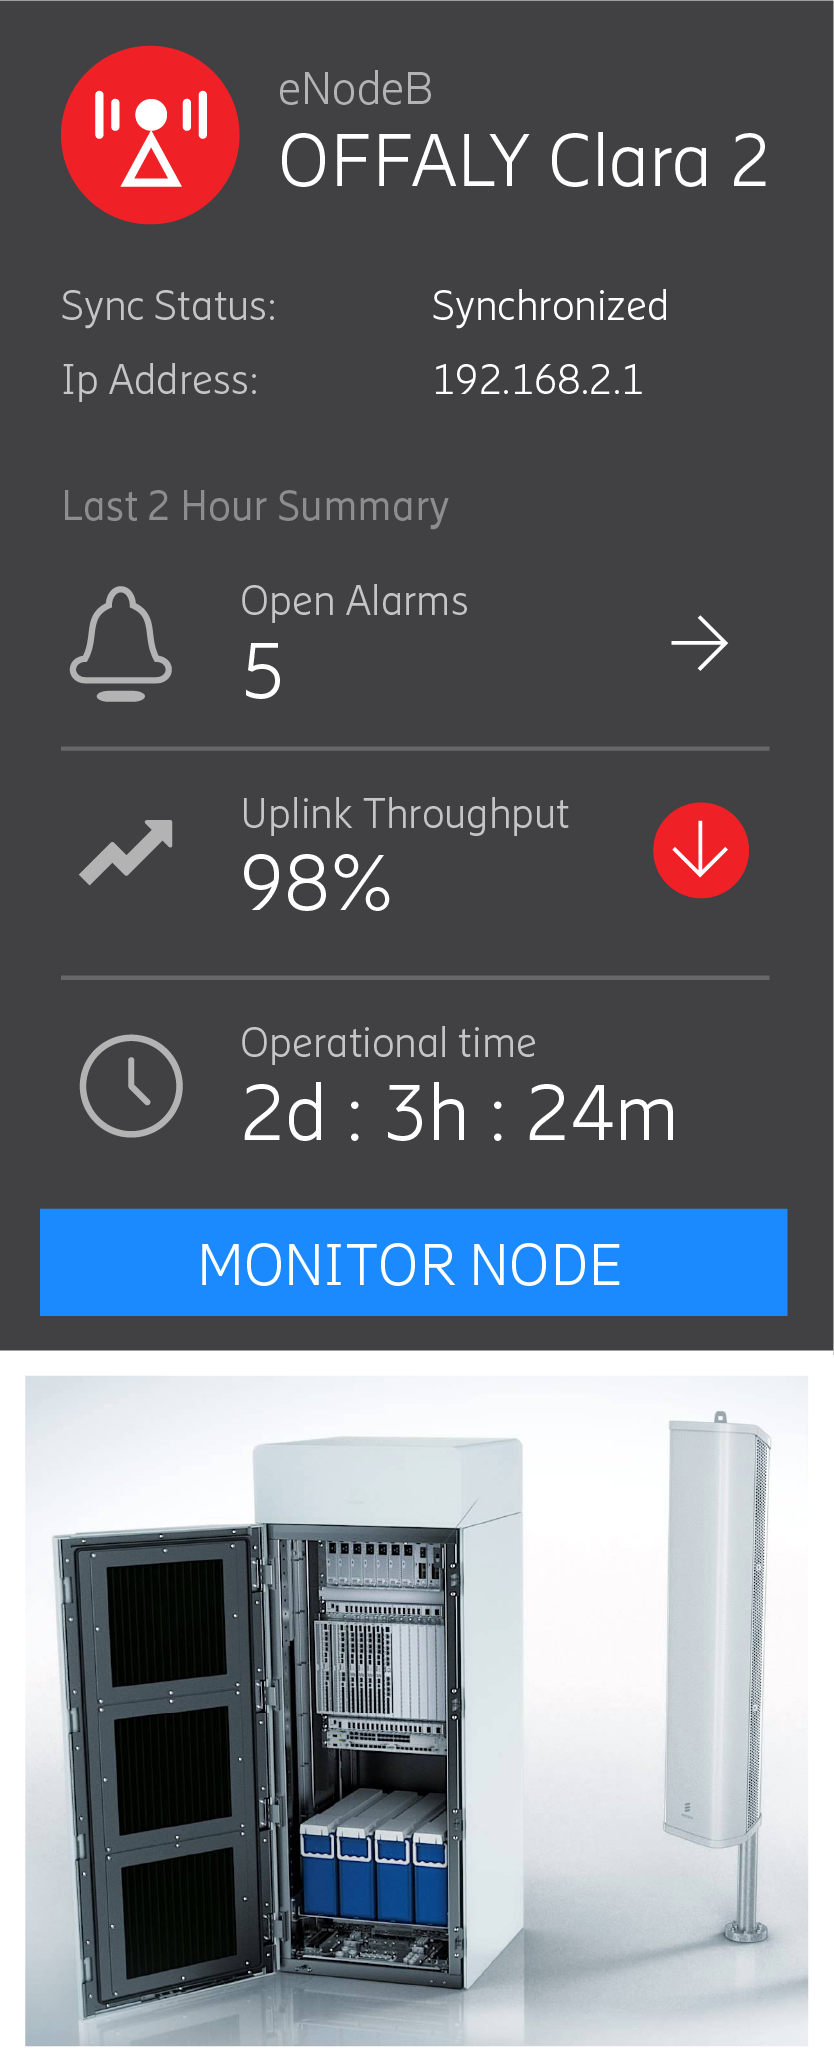 eNodeB
OFFALY Clara 2
Sync Status: Synchronized
Ip Address: 192.168.2.1
Last 2 Hour Summary
Open Alarms
5
Uplink Throughput
98%
Operational time
2d : 3h : 24m
MONITOR NODE